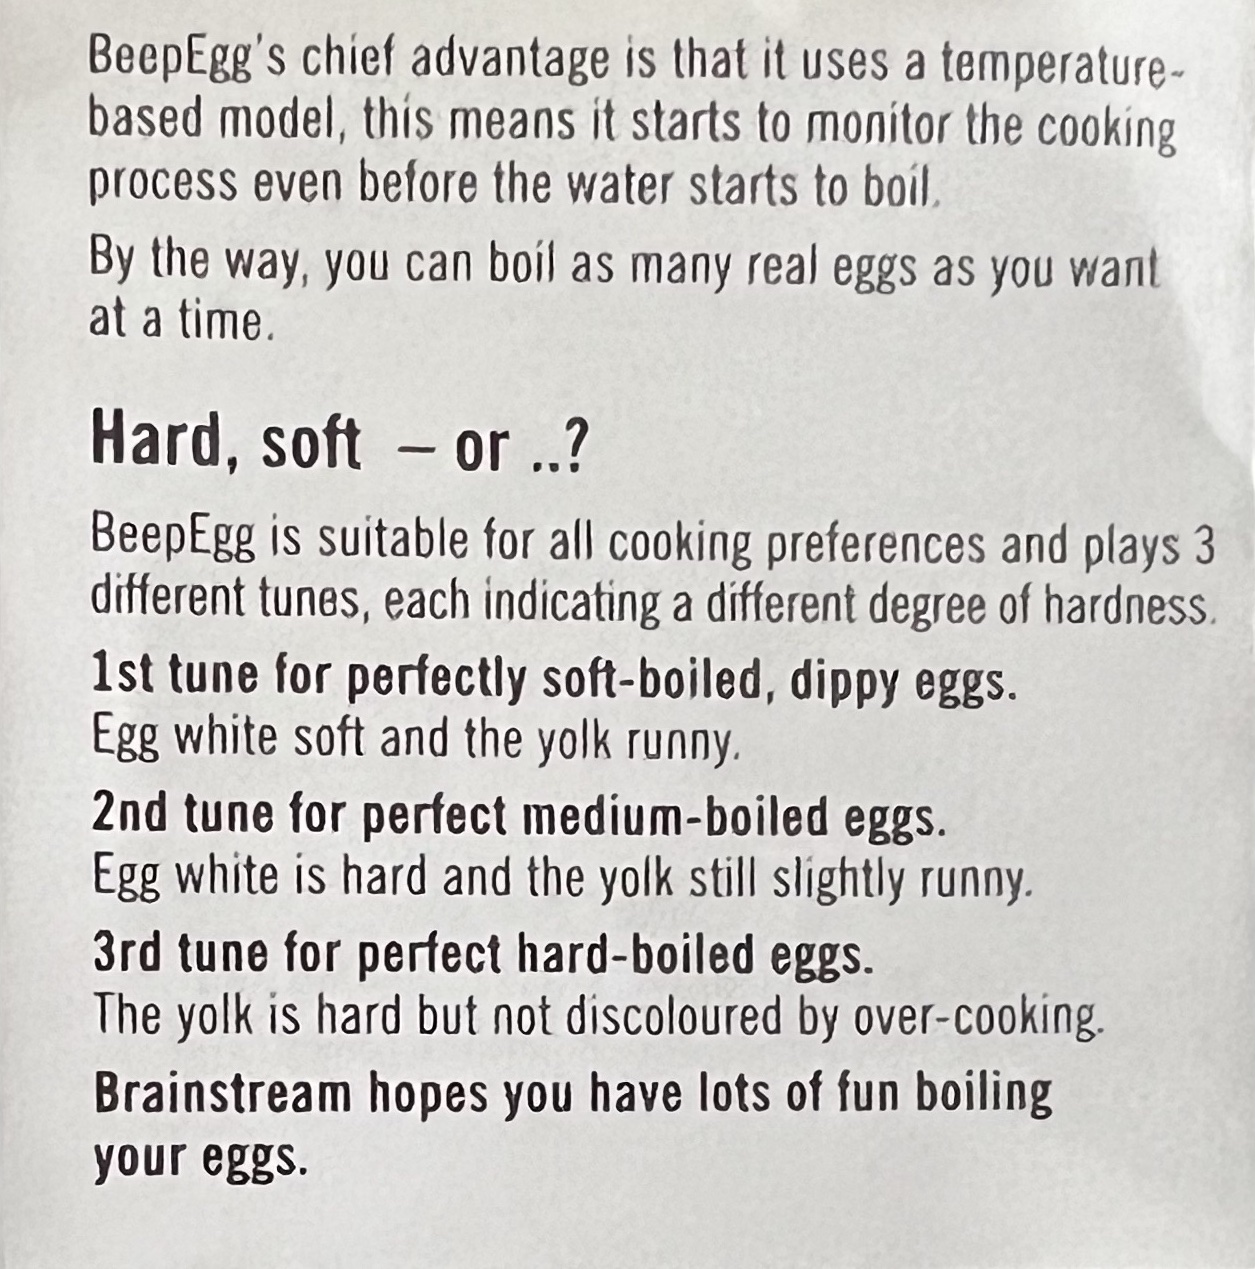 BeepEgg's chief advantage is that it uses a temperature-
based model, this means it starts to monitor the cooking
process even before the water starts to boil.
By the way, you can boil as many real eggs as you want
at a time.
Hard, soft – or ..?
BeepEgg is suitable for all cooking preferences and plays 3
different tunes, each indicating a different degree of hardness.
1st tune for perfectly soft-boiled, dippy eggs.
Egg white soft and the yolk runny.
2nd tune for perfect medium-boiled eggs.
Egg white is hard and the yolk still slightly runny.
3rd tune for perfect hard-boiled eggs.
The yolk is hard but not discoloured by over-cooking.
Brainstream hopes you have lots of fun boiling
your eggs.